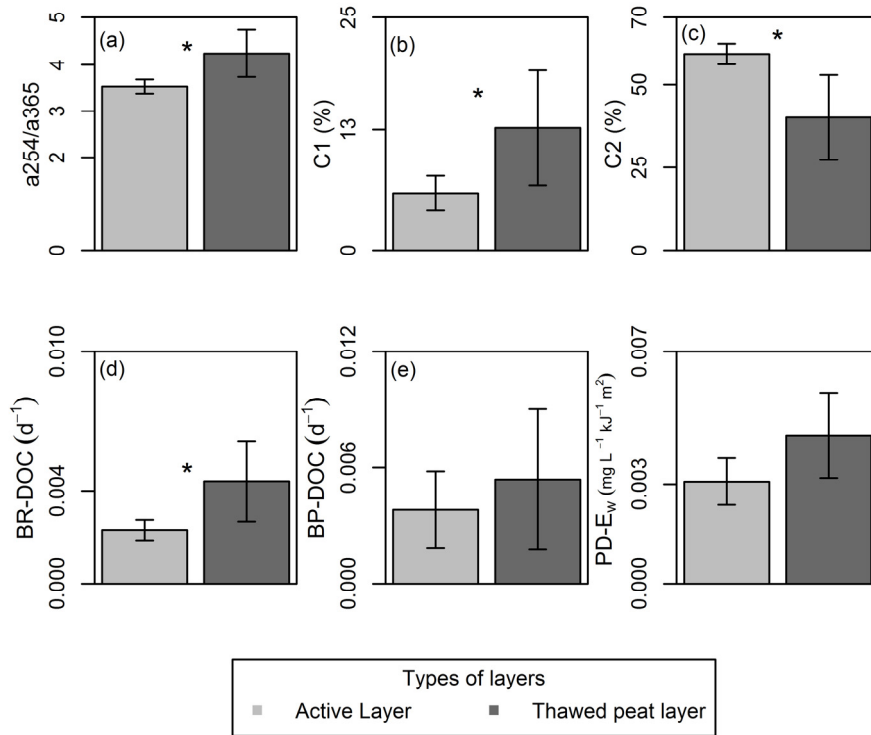 (a)
*
a254/a365
0
2
3
4
5
(b)
*
C1 (%)
0
13
25
(c)
*
C2 (%)
0
25
50
70
(d)
*
BR-DOC (d⁻¹)
0.000
0.004
0.010
(e)
BP-DOC (d⁻¹)
0.000
0.006
0.012
PD-E_W (mg L⁻¹ kJ⁻¹ m²)
0.000
0.003
0.007
Types of layers
Active Layer Thawed peat layer